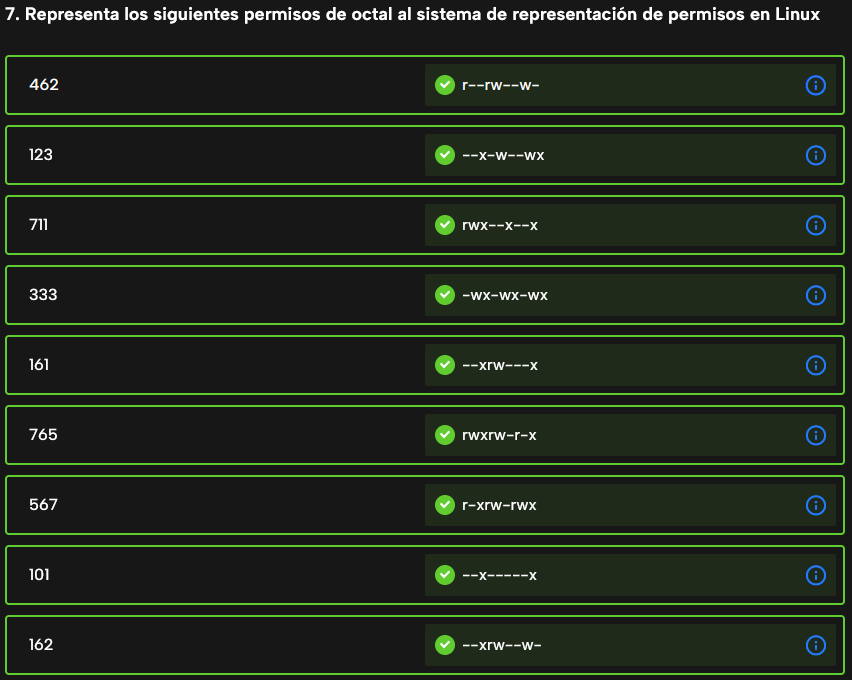 7. Representa los siguientes permisos de octal al sistema de representación de permisos en Linux
462 r--rw--w-
123 --x-w--wx
711 rwx--x--x
333 -wx-wx-wx
161 --xrw---x
765 rwxrw-r-x
567 r-xrw-rwx
101 --x-----x
162 --xrw--w-